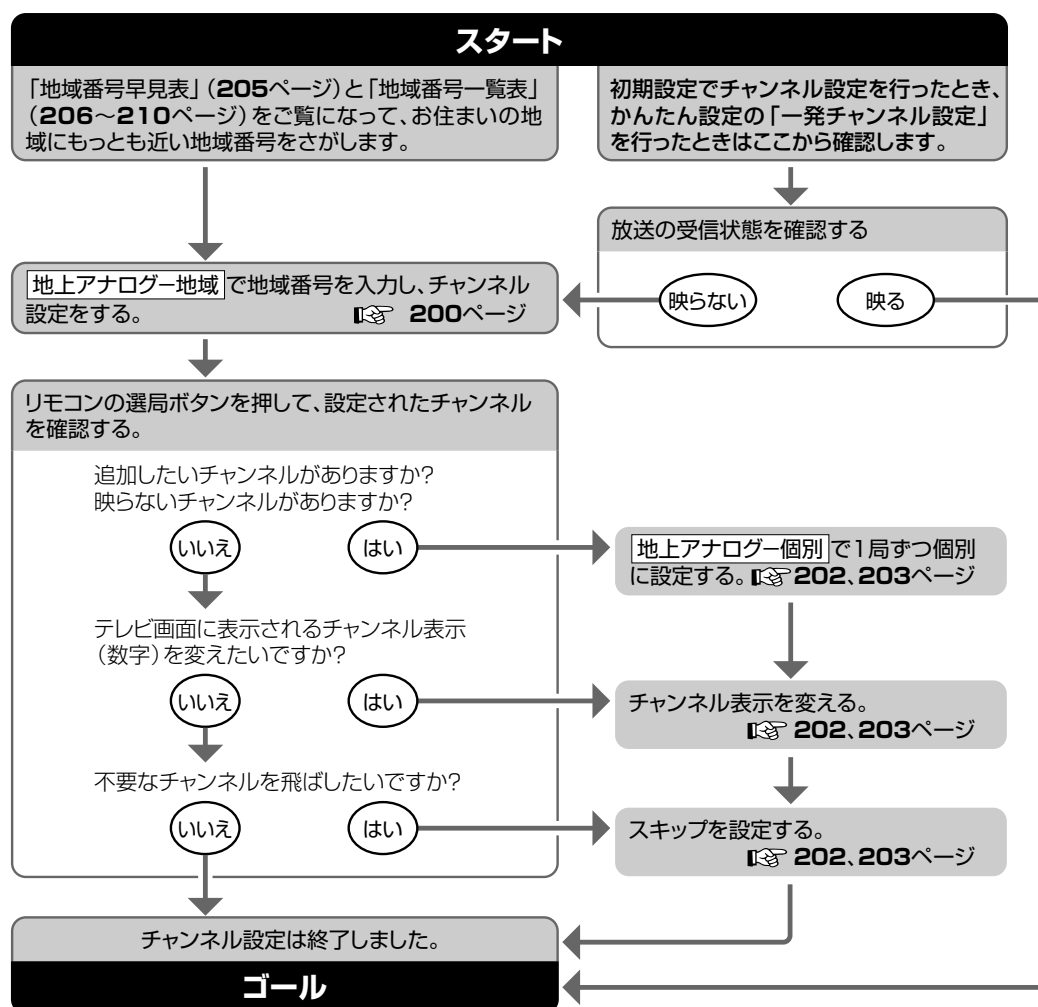 スタート
「地域番号早見表」(205ページ)と「地域番号一覧表」
(206~210ページ)をご覧になって、お住まいの地
域にもっとも近い地域番号をさがします。
初期設定でチャンネル設定を行ったとき、
かんたん設定の「一発チャンネル設定」
を行ったときはここから確認します。
放送の受信状態を確認する
映らない
映る
地上アナログー地域で地域番号を入力し、チャンネル
設定をする。 ☞ 200ページ
リモコンの選局ボタンを押して、設定されたチャンネル
を確認する。
追加したいチャンネルがありますか?
映らないチャンネルがありますか?
いいえ
はい
地上アナログー個別で1局ずつ個別
に設定する。☞ 202、203ページ
テレビ画面に表示されるチャンネル表示
(数字)を変えたいですか?
いいえ
はい
チャンネル表示を変える。
☞ 202、203ページ
不要なチャンネルを飛ばしたいですか?
いいえ
はい
スキップを設定する。
☞ 202、203ページ
チャンネル設定は終了しました。
ゴール